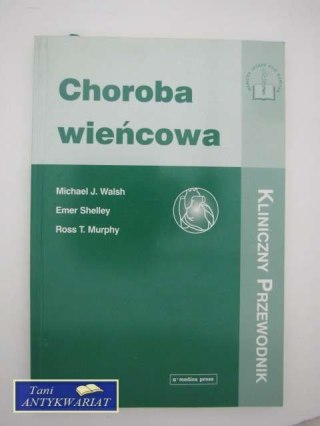 Choroba
wieńcowa
Michael J. Walsh
Emer Shelley
Ross T. Murphy
KLINICZNY PRZEWODNIK
α-medica press
Tani
ANTYKWARIAT